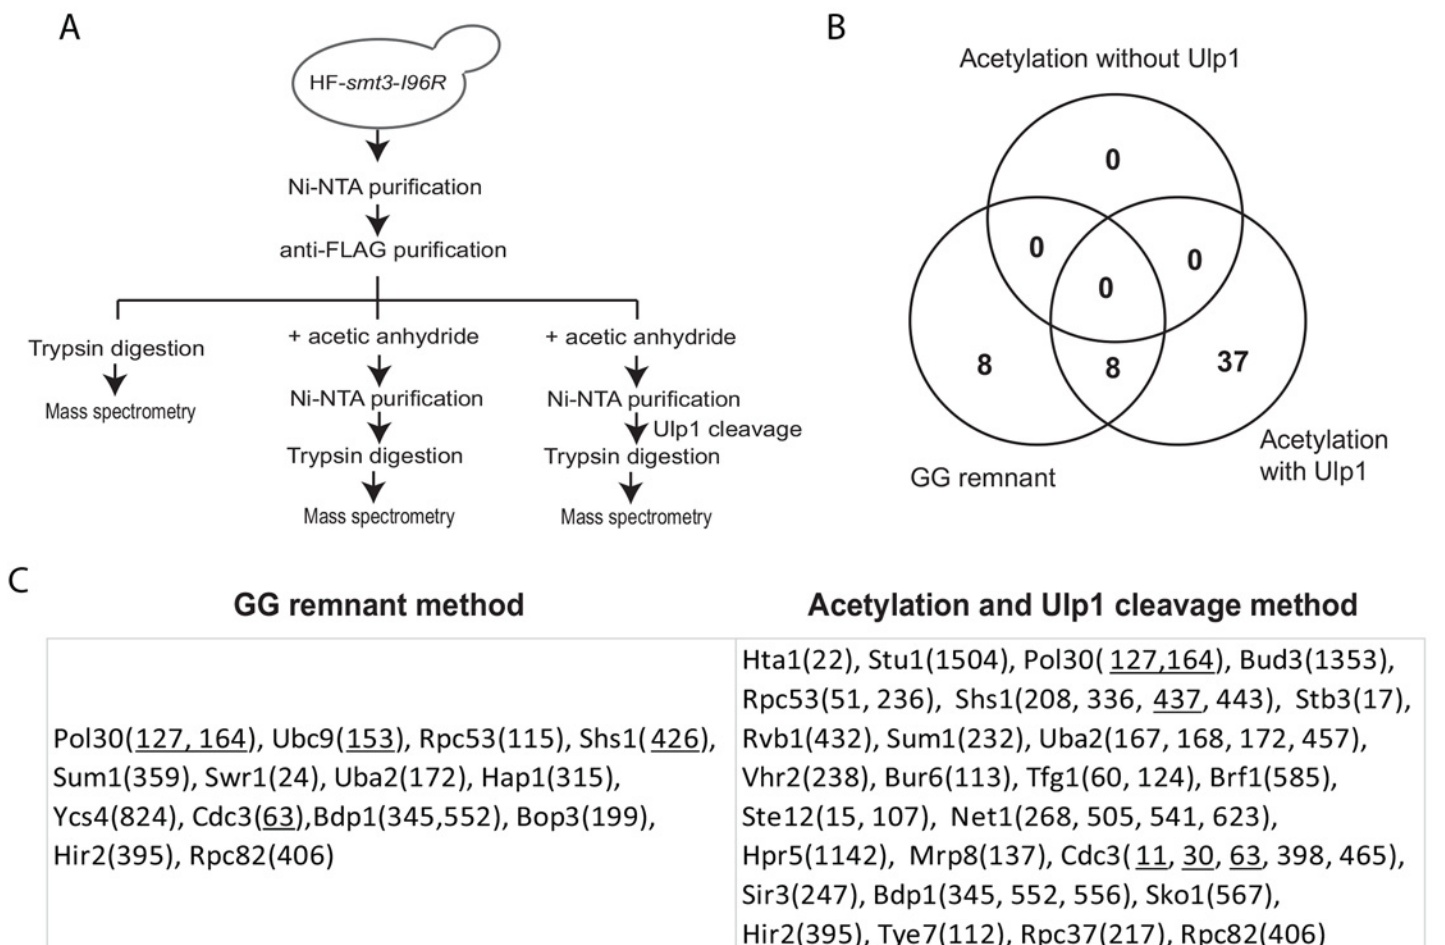 A
HF-smt3-I96R
Ni-NTA purification
anti-FLAG purification
Trypsin digestion
Mass spectrometry
+ acetic anhydride
Ni-NTA purification
Trypsin digestion
Mass spectrometry
+ acetic anhydride
Ni-NTA purification
Ulp1 cleavage
Trypsin digestion
Mass spectrometry
B
Acetylation without Ulp1
0
0
0
0
8
8
37
GG remnant
Acetylation
with Ulp1
C
GG remnant method
Pol30(127, 164), Ubc9(153), Rpc53(115), Shs1(426),
Sum1(359), Swr1(24), Uba2(172), Hap1(315),
Ycs4(824), Cdc3(63),Bdp1(345,552), Bop3(199),
Hir2(395), Rpc82(406)
Acetylation and Ulp1 cleavage method
Hta1(22), Stu1(1504), Pol30( 127,164), Bud3(1353),
Rpc53(51, 236), Shs1(208, 336, 437, 443), Stb3(17),
Rvb1(432), Sum1(232), Uba2(167, 168, 172, 457),
Vhr2(238), Bur6(113), Tfg1(60, 124), Brf1(585),
Ste12(15, 107), Net1(268, 505, 541, 623),
Hpr5(1142), Mrp8(137), Cdc3( 11, 30, 63, 398, 465),
Sir3(247), Bdp1(345, 552, 556), Sko1(567),
Hir2(395), Tye7(112), Rpc37(217), Rpc82(406)